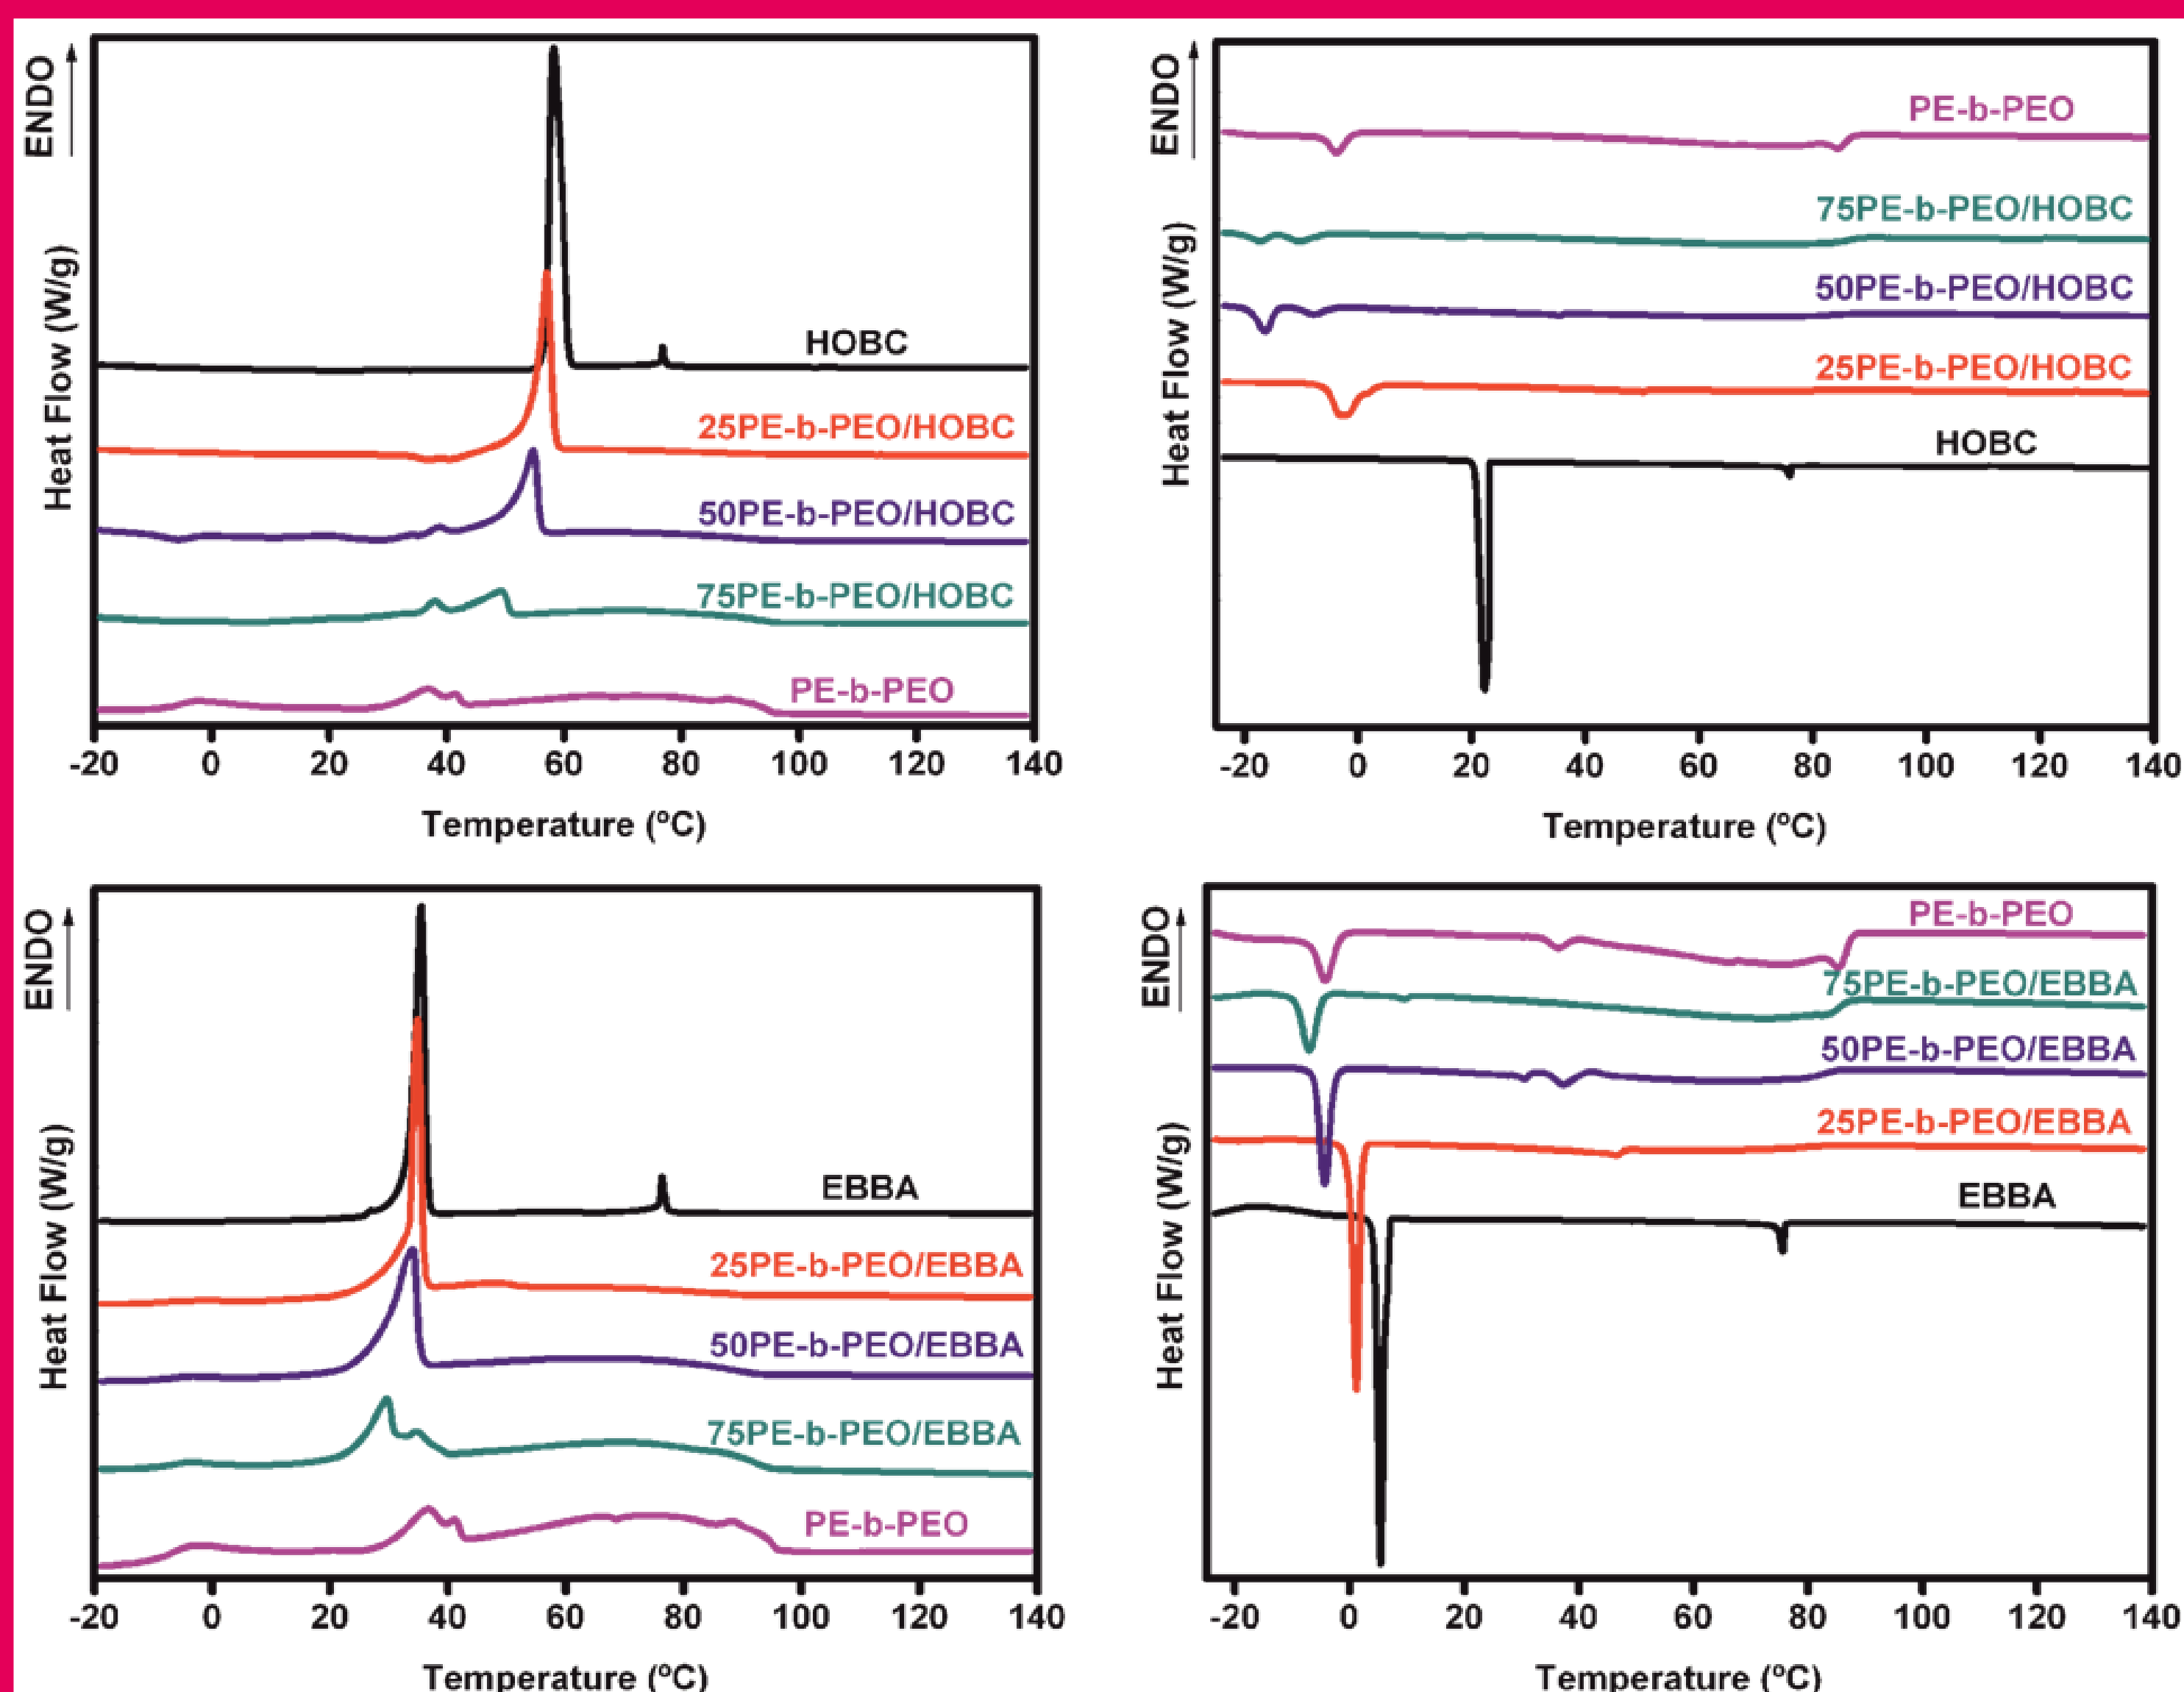 ENDO
Heat Flow (W/g)
HOBC
25PE-b-PEO/HOBC
50PE-b-PEO/HOBC
75PE-b-PEO/HOBC
PE-b-PEO
-20 0 20 40 60 80 100 120 140
Temperature (ºC)
ENDO
Heat Flow (W/g)
PE-b-PEO
75PE-b-PEO/HOBC
50PE-b-PEO/HOBC
25PE-b-PEO/HOBC
HOBC
-20 0 20 40 60 80 100 120 140
Temperature (ºC)
ENDO
Heat Flow (W/g)
EBBA
25PE-b-PEO/EBBA
50PE-b-PEO/EBBA
75PE-b-PEO/EBBA
PE-b-PEO
-20 0 20 40 60 80 100 120 140
Temperature (ºC)
ENDO
Heat Flow (W/g)
PE-b-PEO
75PE-b-PEO/EBBA
50PE-b-PEO/EBBA
25PE-b-PEO/EBBA
EBBA
-20 0 20 40 60 80 100 120 140
Temperature (ºC)